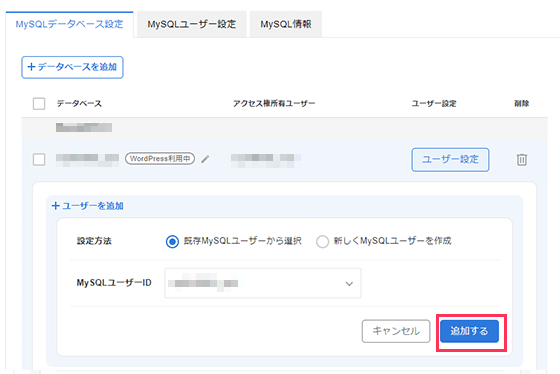 MySQLデータベース設定 MySQLユーザー設定 MySQL情報
+データベースを追加
データベース アクセス権所有ユーザー ユーザー設定 削除
WordPress利用中 ユーザー設定
+ユーザーを追加
設定方法 既存MySQLユーザーから選択 新しくMySQLユーザーを作成
MySQLユーザーID
キャンセル 追加する